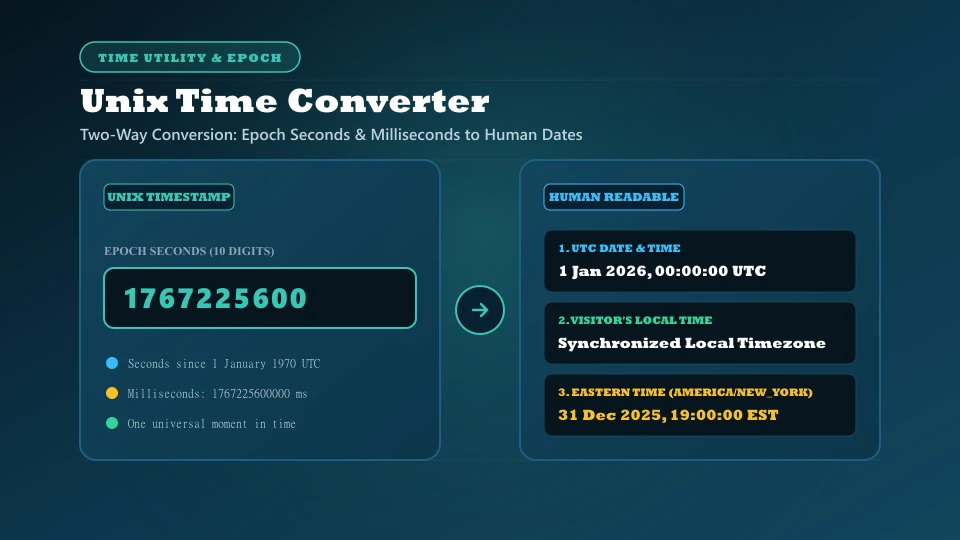 TIME UTILITY & EPOCH
Unix Time Converter
Two-Way Conversion: Epoch Seconds & Milliseconds to Human Dates
UNIX TIMESTAMP
EPOCH SECONDS (10 DIGITS)
1767225600
Seconds since 1 January 1970 UTC
Milliseconds: 1767225600000 ms
One universal moment in time
HUMAN READABLE
1. UTC DATE & TIME
1 Jan 2026, 00:00:00 UTC
2. VISITOR'S LOCAL TIME
Synchronized Local Timezone
3. EASTERN TIME (AMERICA/NEW_YORK)
31 Dec 2025, 19:00:00 EST